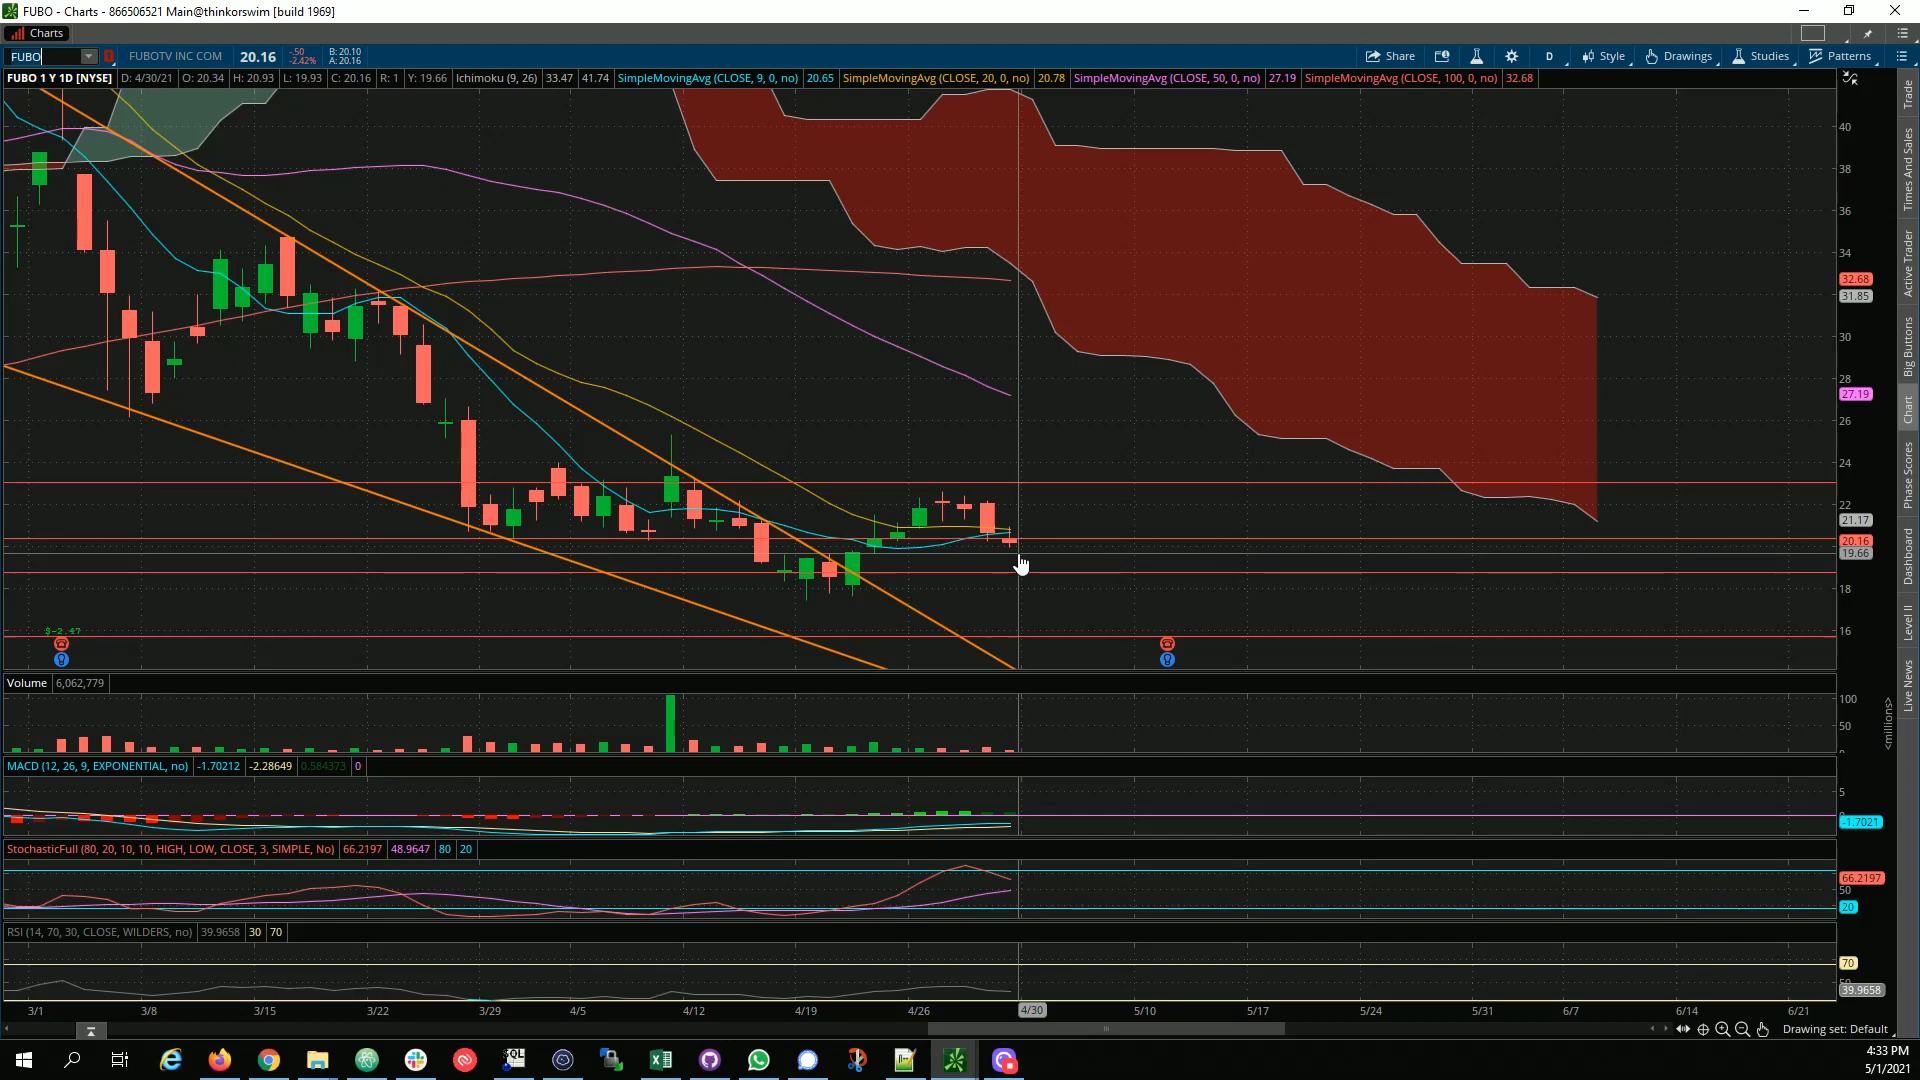 FUBO - Charts - 866506521 Main@thinkorswim [build 1969]
Charts
FUBO
1
FUBOTV INC COM
20.16
-.50
-2.42%
B: 20.10
A: 20.16
Share
D
Style
Drawings
Studies
Patterns
FUBO 1 Y 1D [NYSE] D: 4/30/21 O: 20.34 H: 20.93 L: 19.93 C: 20.16 R: 1 Y: 19.66 Ichimoku (9, 26) 33.47 41.74 SimpleMovingAvg (CLOSE, 9, 0, no) 20.65 SimpleMovingAvg (CLOSE, 20, 0, no) 20.78 SimpleMovingAvg (CLOSE, 50, 0, no) 27.19 SimpleMovingAvg (CLOSE, 100, 0, no) 32.68
40
38
36
34
32.68
31.85
30
28
27.19
26
24
22
21.17
20.16
19.66
18
16
$-2.47
Trade
Times And Sales
Active Trader
Big Buttons
Chart
Phase Scores
Dashboard
Level II
Live News
Volume 6,062,779
100
50
<millions>
MACD (12, 26, 9, EXPONENTIAL, no) -1.70212 -2.28649 0.584373 0
5
-1.7021
StochasticFull (80, 20, 10, 10, HIGH, LOW, CLOSE, 3, SIMPLE, No) 66.2197 48.9647 80 20
66.2197
50
20
RSI (14, 70, 30, CLOSE, WILDERS, no) 39.9658 30 70
70
39.9658
3/1 3/8 3/15 3/22 3/29 4/5 4/12 4/19 4/26 4/30 5/10 5/17 5/24 5/31 6/7 6/14 6/21
Drawing set: Default
SQL
4:33 PM
5/1/2021